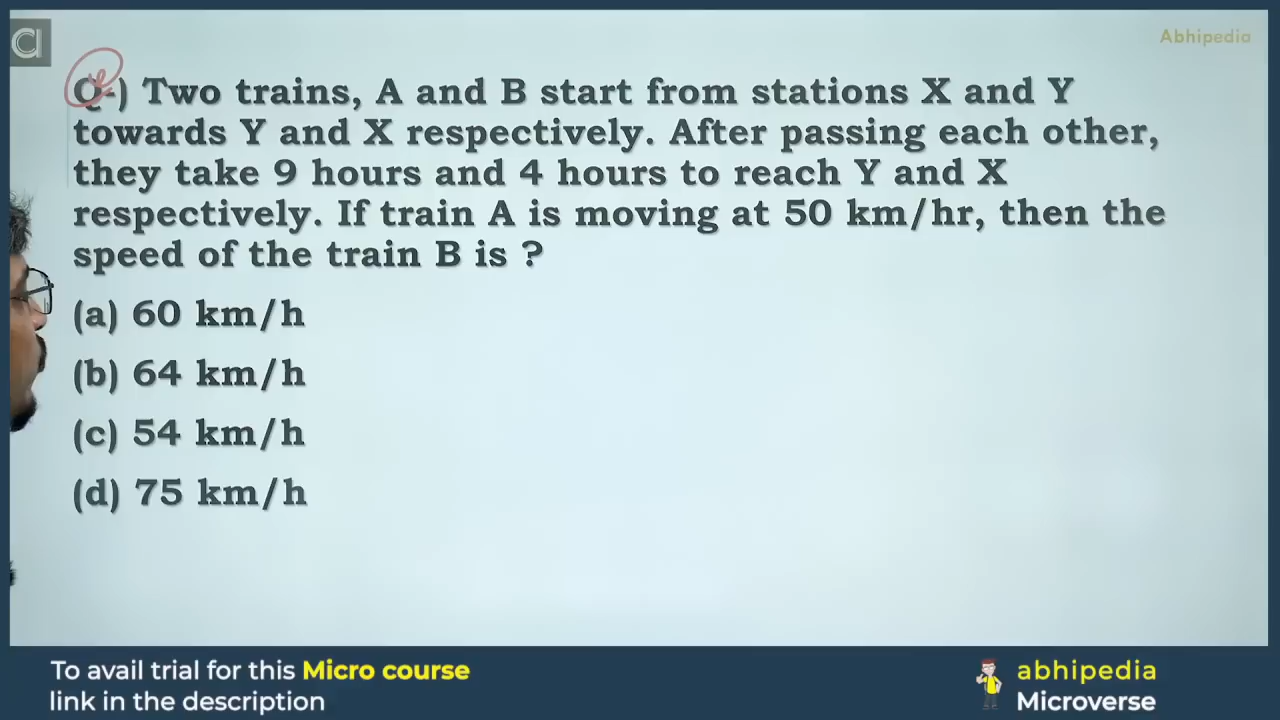 Abhipedia
Q-) Two trains, A and B start from stations X and Y
towards Y and X respectively. After passing each other,
they take 9 hours and 4 hours to reach Y and X
respectively. If train A is moving at 50 km/hr, then the
speed of the train B is ?
(a) 60 km/h
(b) 64 km/h
(c) 54 km/h
(d) 75 km/h
To avail trial for this Micro course
link in the description
abhipedia
Microverse